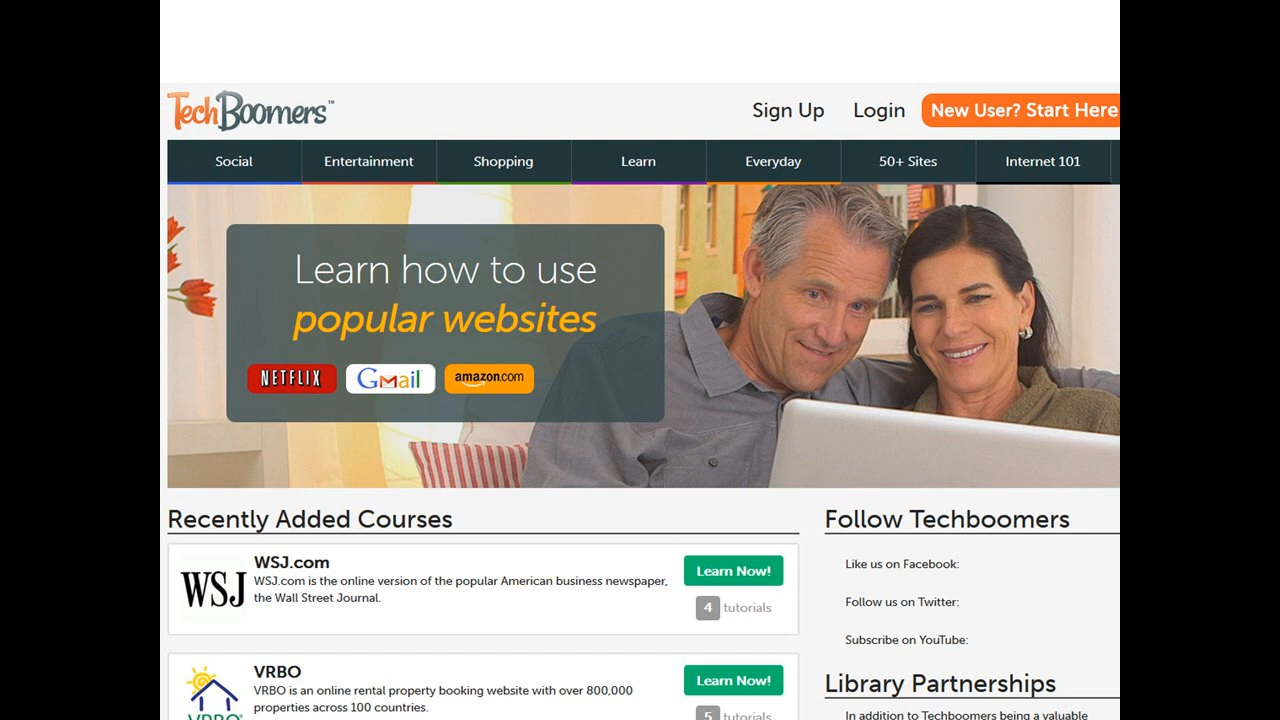 TechBoomers™
Sign Up
Login
New User? Start Here
Social
Entertainment
Shopping
Learn
Everyday
50+ Sites
Internet 101
Learn how to use
popular websites
NETFLIX
Gmail
amazon.com
Recently Added Courses
WSJ
WSJ.com
WSJ.com is the online version of the popular American business newspaper,
the Wall Street Journal.
Learn Now!
4 tutorials
VRBO
VRBO
VRBO is an online rental property booking website with over 800,000
properties across 100 countries.
Learn Now!
5 tutorials
Follow Techboomers
Like us on Facebook:
Follow us on Twitter:
Subscribe on YouTube:
Library Partnerships
In addition to Techboomers being a valuable